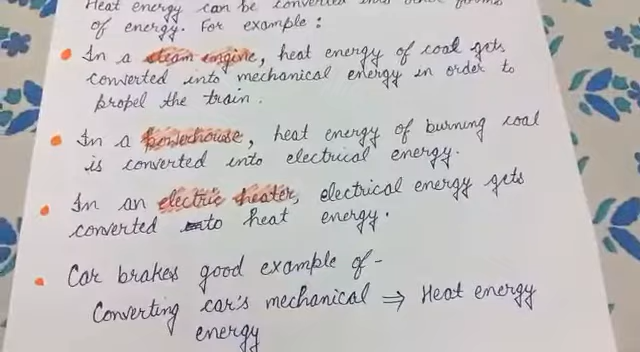 Heat energy can be converted into other forms
of energy. For example :
In a steam engine, heat energy of coal gets
converted into mechanical energy in order to
propel the train.
In a powerhouse, heat energy of burning coal
is converted into electrical energy.
In an electric heater, electrical energy gets
converted into heat energy.
Car brakes good example of-
Converting car's mechanical ⇒ Heat energy
energy